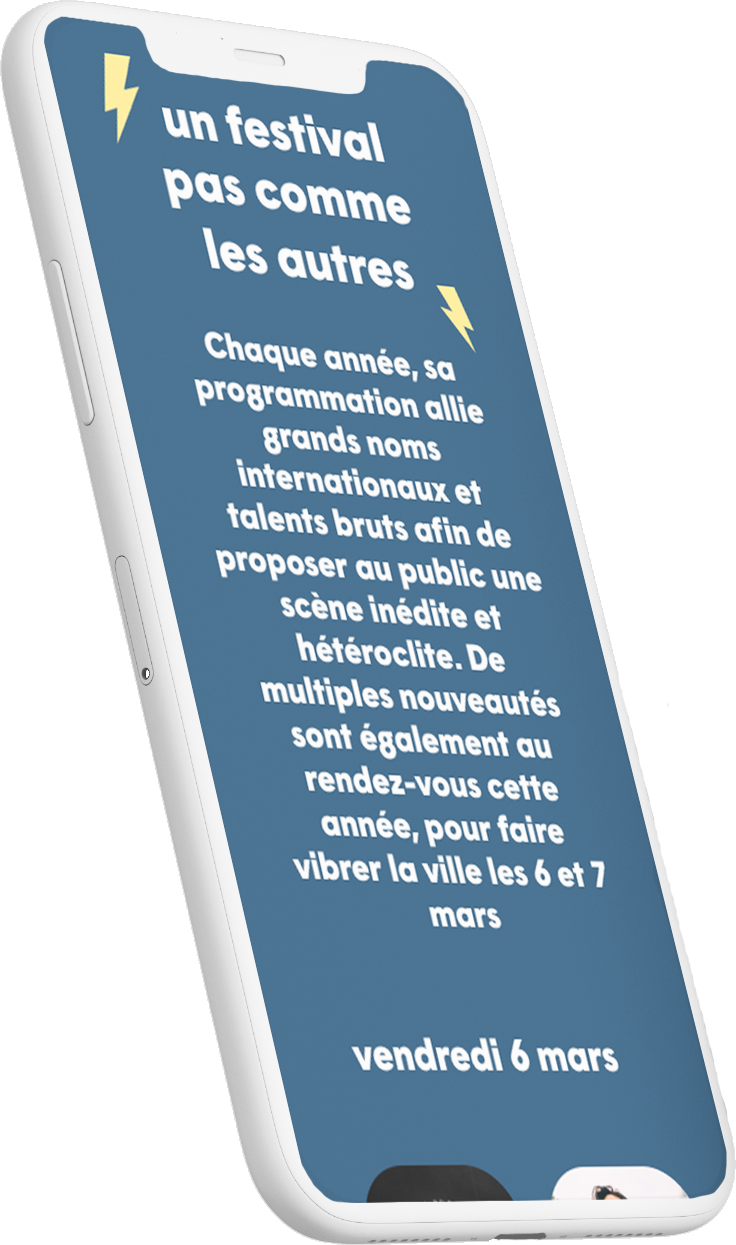 un festival
pas comme
les autres
Chaque année, sa
programmation allie
grands noms
internationaux et
talents bruts afin de
proposer au public une
scène inédite et
hétéroclite. De
multiples nouveautés
sont également au
rendez-vous cette
année, pour faire
vibrer la ville les 6 et 7
mars
vendredi 6 mars